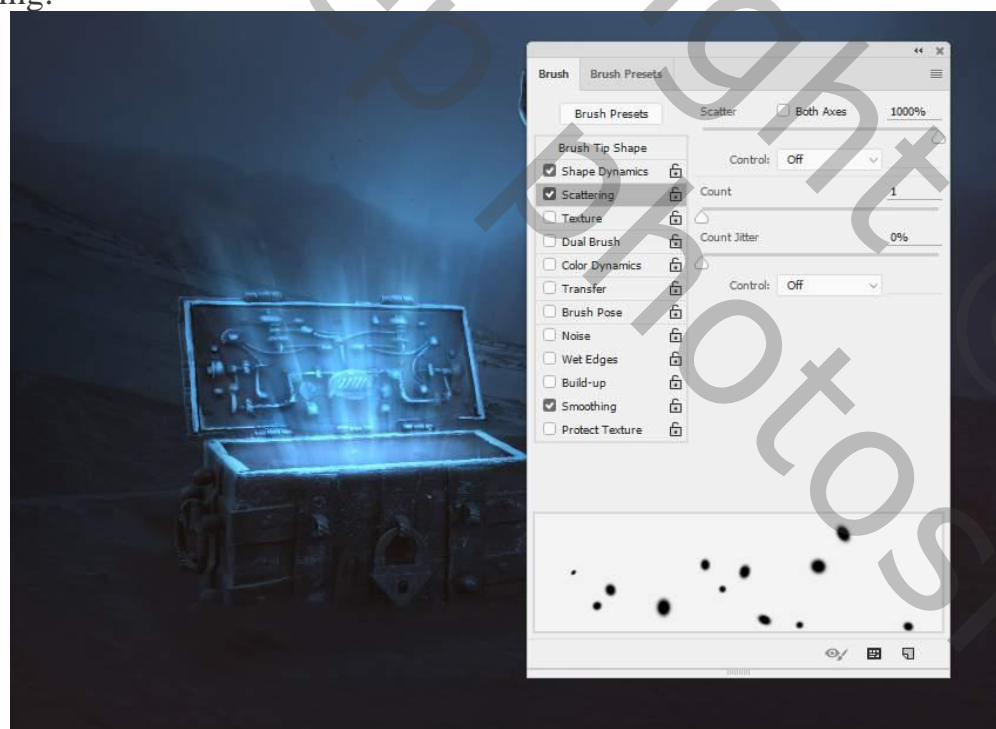 ng:
Brush Brush Presets
Brush Presets
Scatter Both Axes 1000%
Brush Tip Shape
Control: Off
Shape Dynamics
Scattering
Count 1
Texture
Dual Brush
Count Jitter 0%
Color Dynamics
Transfer
Control: Off
Brush Pose
Noise
Wet Edges
Build-up
Smoothing
Protect Texture
photos